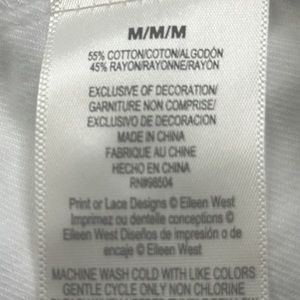 M/M/M
55% COTTON/COTON/ALGODÓN
45% RAYON/RAYONNE/RAYÓN
EXCLUSIVE OF DECORATION/
GARNITURE NON COMPRISE/
EXCLUSIVO DE DECORACION
MADE IN CHINA
FABRIQUE AU CHINE
HECHO EN CHINA
RN#98504
Print or Lace Designs © Eileen West
Imprimez ou dentelle conceptions ©
Eileen West Diseños de impresión o de
encaje © Eileen West
MACHINE WASH COLD WITH LIKE COLORS
GENTLE CYCLE ONLY NON CHLORINE